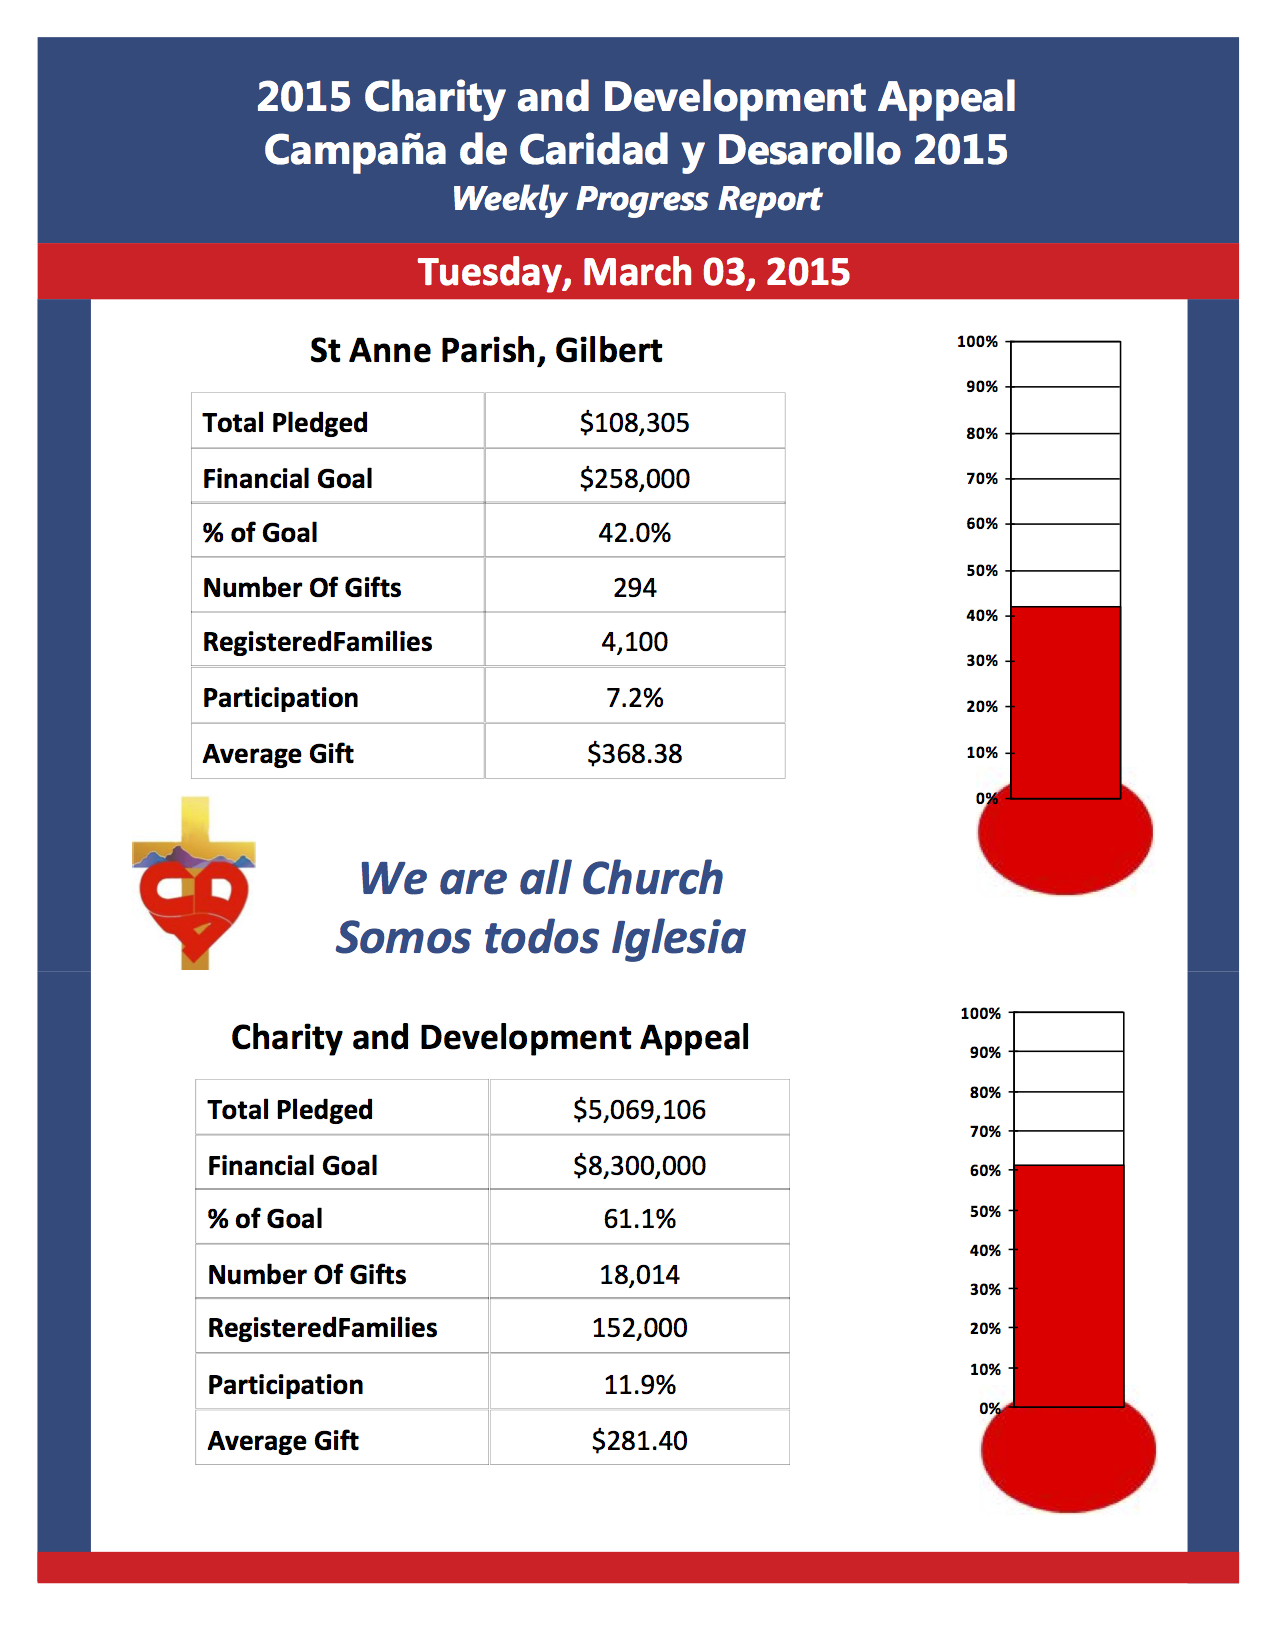 2015 Charity and Development Appeal
Campaña de Caridad y Desarollo 2015
Weekly Progress Report
Tuesday, March 03, 2015
St Anne Parish, Gilbert
Total Pledged $108,305
Financial Goal $258,000
% of Goal 42.0%
Number Of Gifts 294
RegisteredFamilies 4,100
Participation 7.2%
Average Gift $368.38
100%
90%
80%
70%
60%
50%
40%
30%
20%
10%
0%
We are all Church
Somos todos Iglesia
Charity and Development Appeal
Total Pledged $5,069,106
Financial Goal $8,300,000
% of Goal 61.1%
Number Of Gifts 18,014
RegisteredFamilies 152,000
Participation 11.9%
Average Gift $281.40
100%
90%
80%
70%
60%
50%
40%
30%
20%
10%
0%